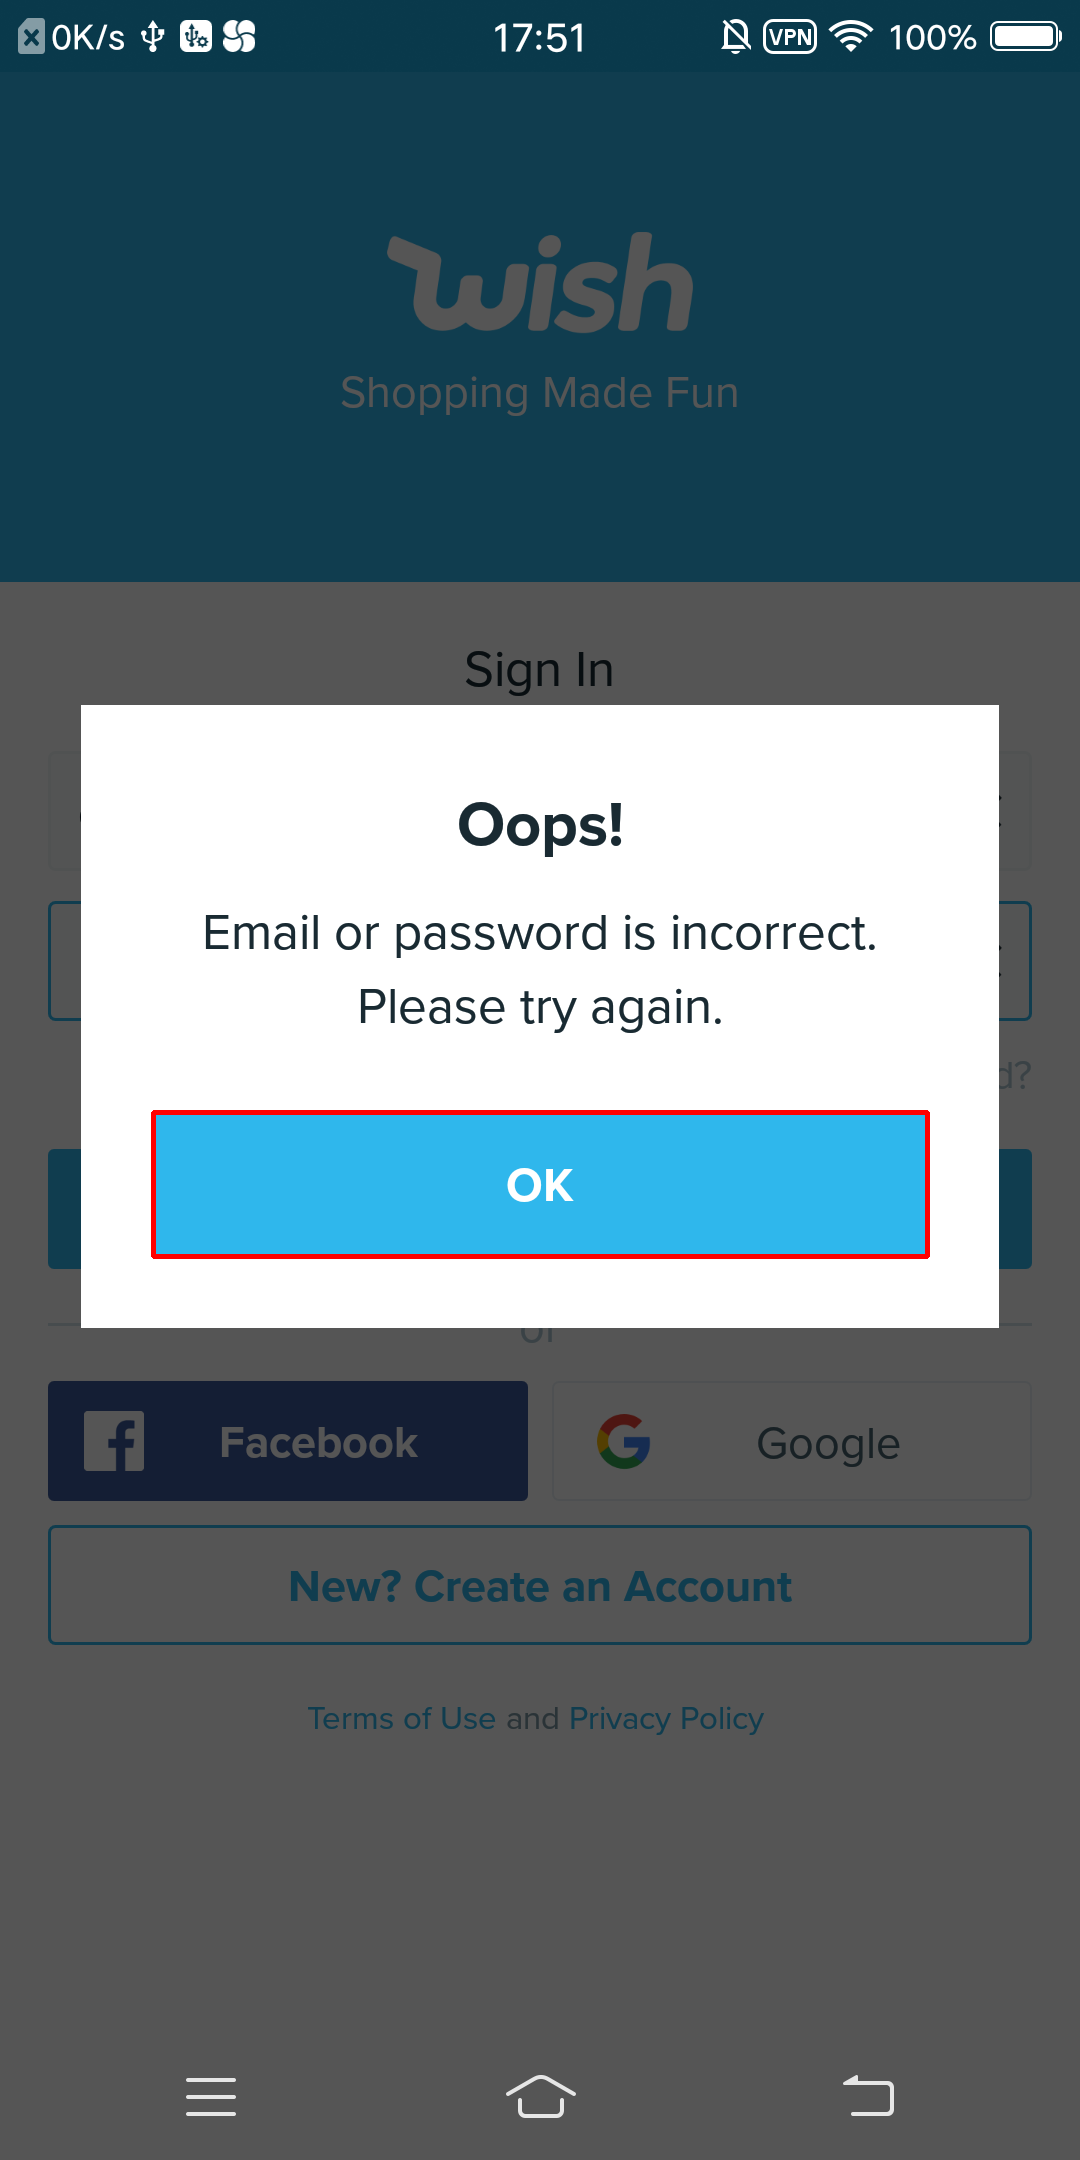 0K/s
17:51
VPN
100%
wish
Shopping Made Fun
Sign In
Oops!
Email or password is incorrect.
Please try again.
d?
OK
or
Facebook
Google
New? Create an Account
Terms of Use and Privacy Policy